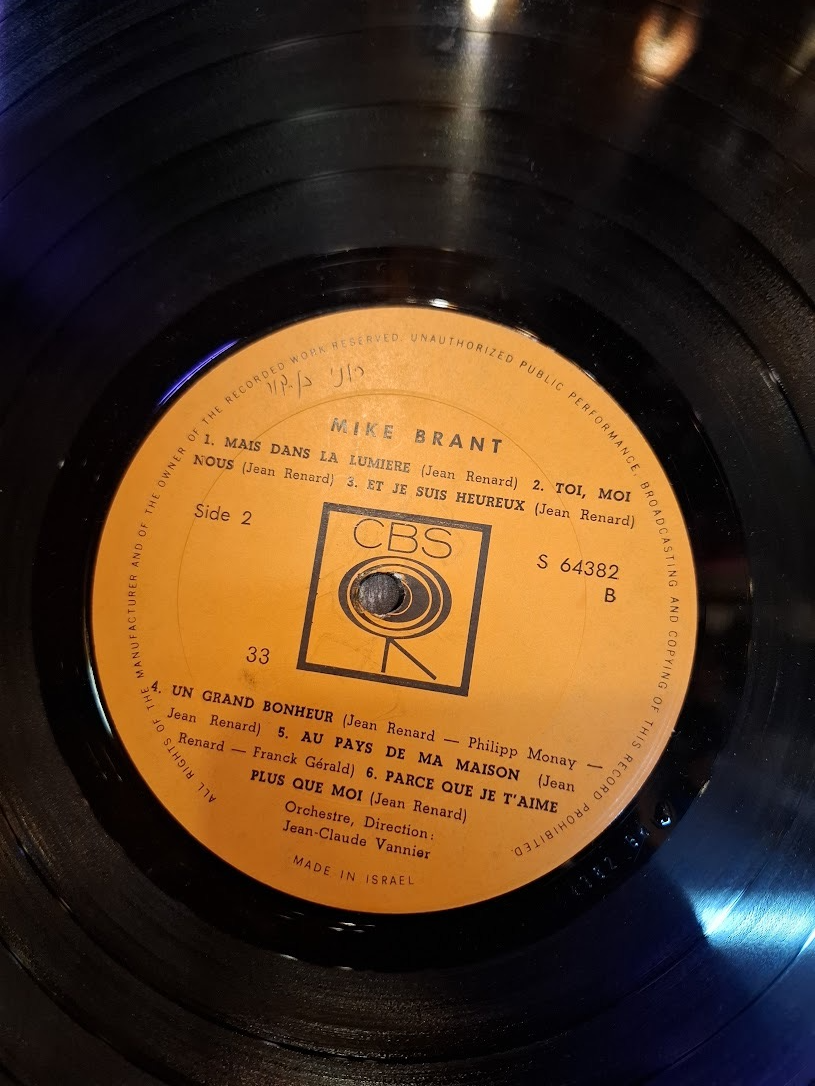 ALL RIGHTS OF THE MANUFACTURER AND OF THE OWNER OF THE RECORDED WORK RESERVED. UNAUTHORIZED PUBLIC PERFORMANCE, BROADCASTING AND COPYING OF THIS RECORD PROHIBITED.
רוני
MIKE BRANT
1. MAIS DANS LA LUMIERE (Jean Renard) 2. TOI, MOI
NOUS (Jean Renard) 3. ET JE SUIS HEUREUX (Jean Renard)
Side 2
CBS
S 64382
B
33
4. UN GRAND BONHEUR (Jean Renard — Philipp Monay —
Jean Renard) 5. AU PAYS DE MA MAISON (Jean
Renard — Franck Gérald) 6. PARCE QUE JE T'AIME
PLUS QUE MOI (Jean Renard)
Orchestre, Direction:
Jean-Claude Vannier
MADE IN ISRAEL